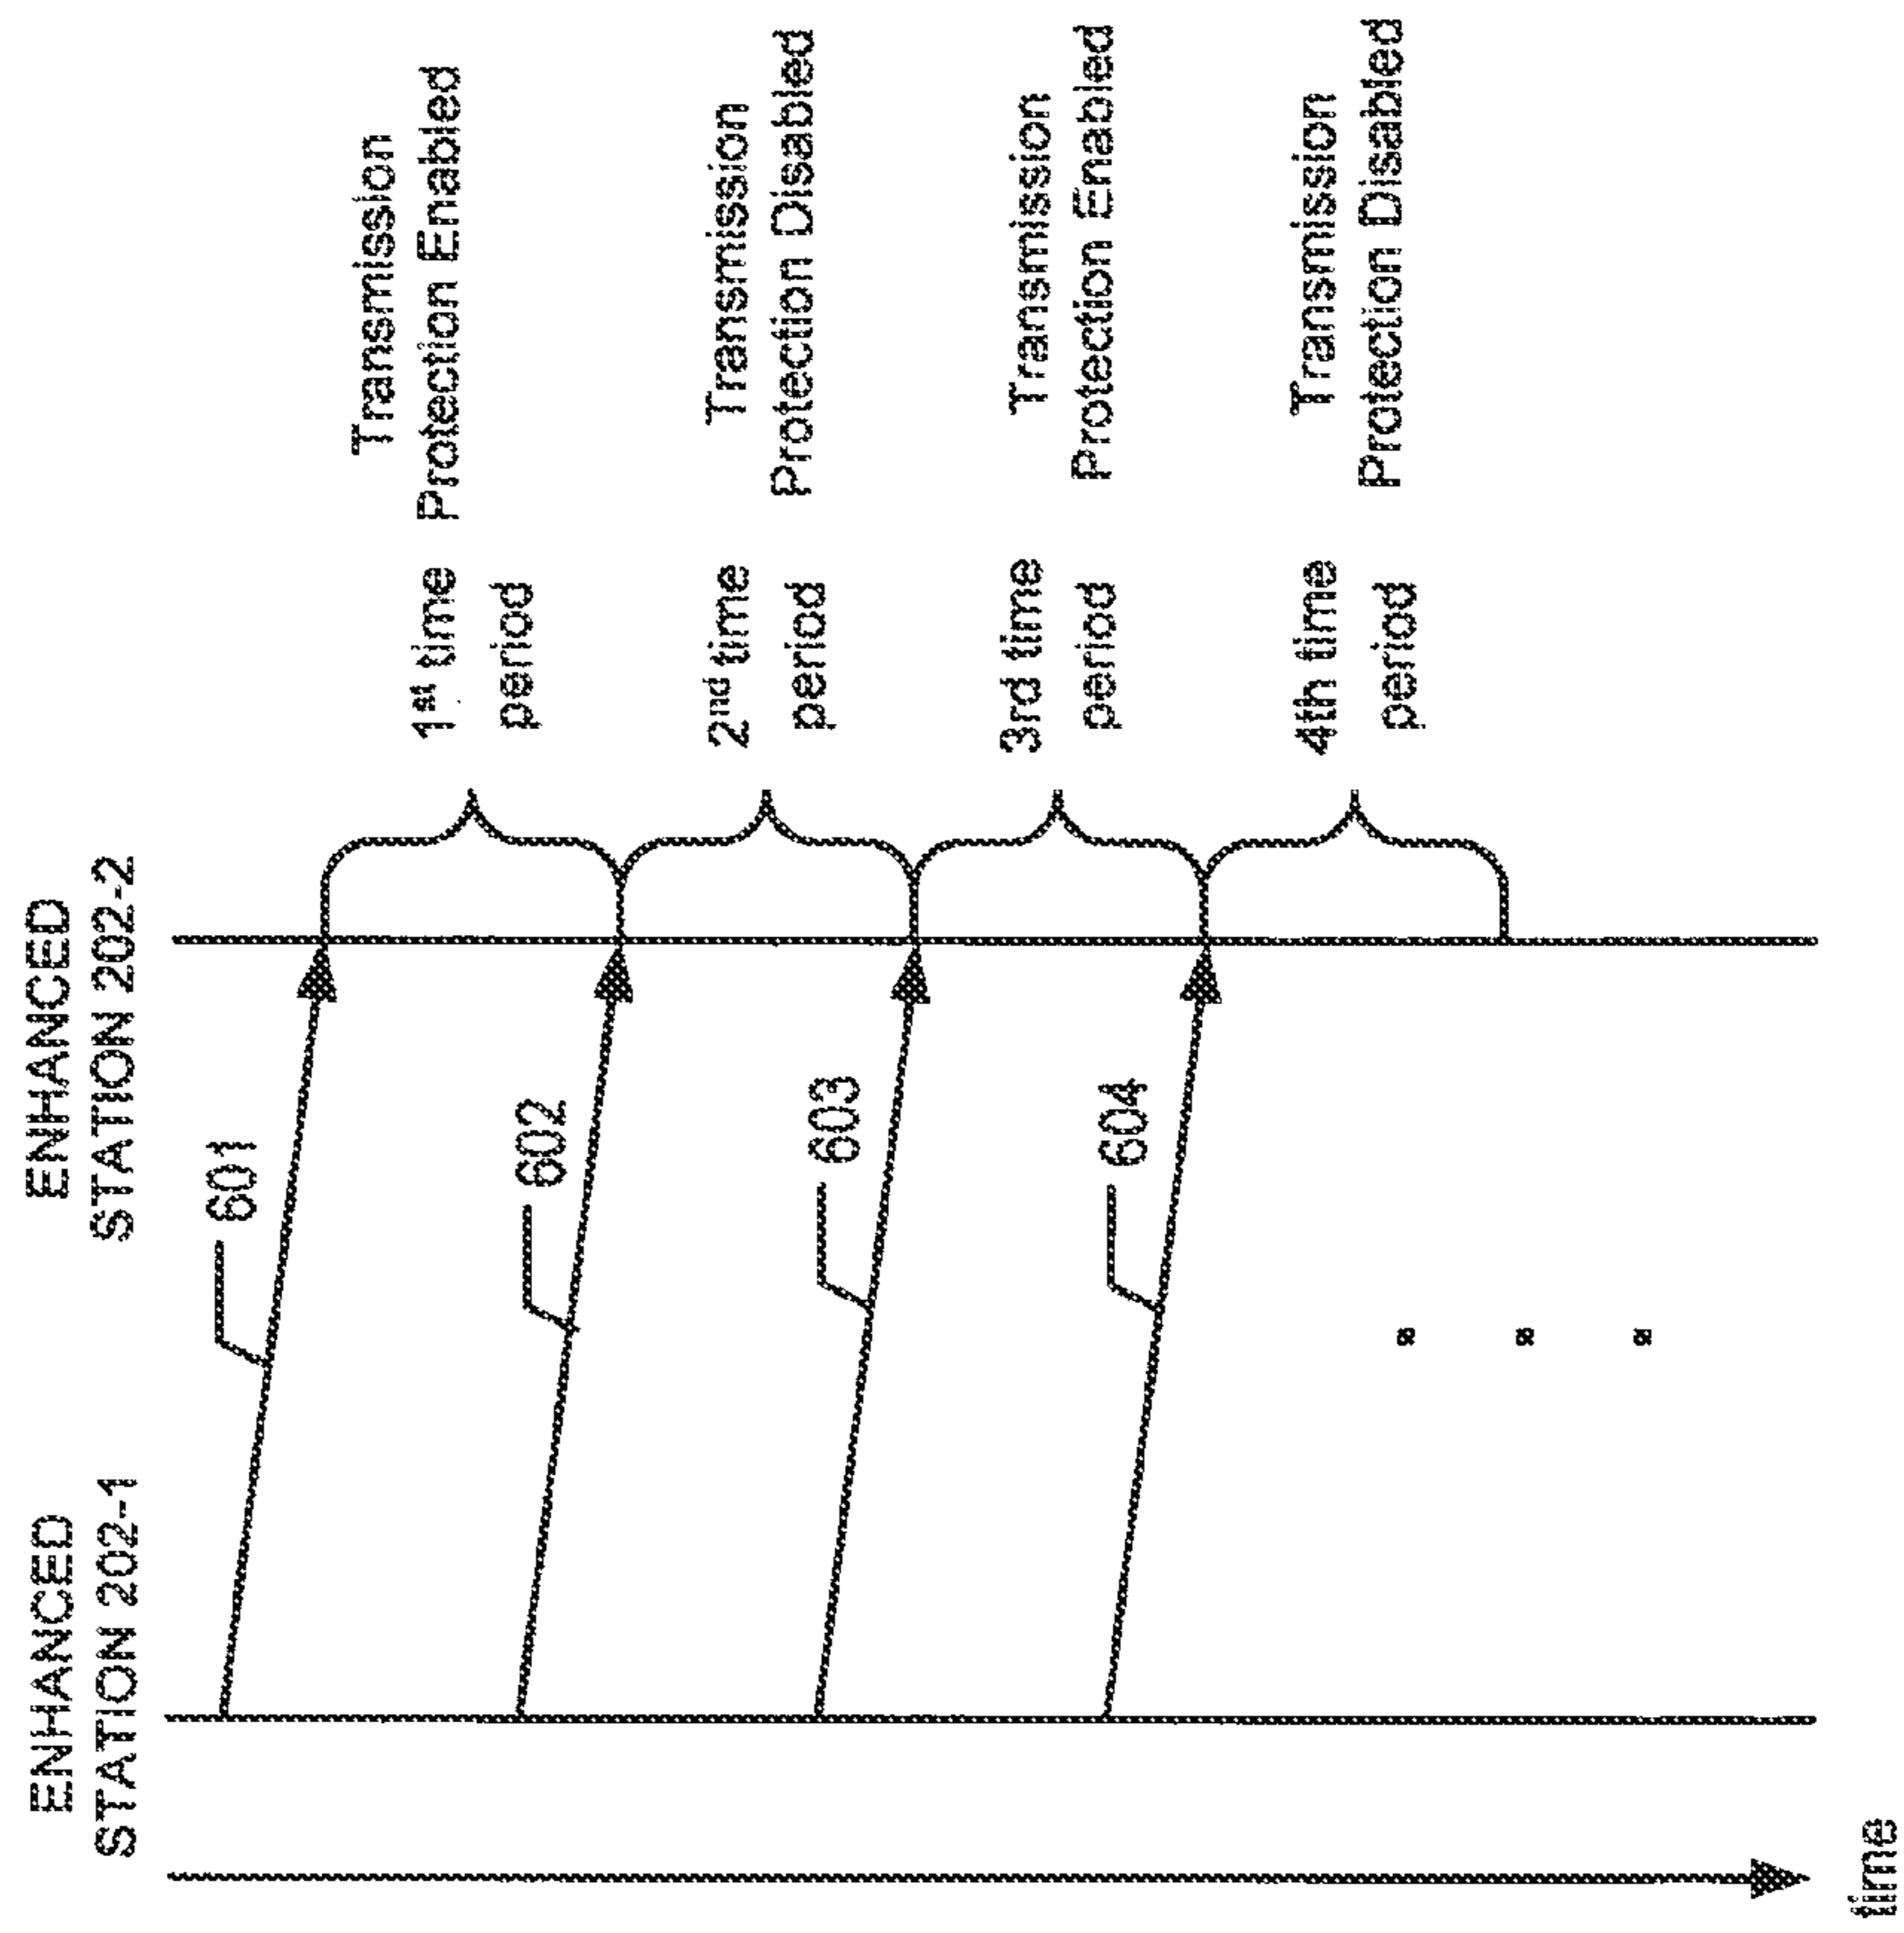 ENHANCED
STATION 202-1
ENHANCED
STATION 202-2
601
602
603
604
1st time
period
Transmission
Protection Enabled
2nd time
period
Transmission
Protection Disabled
3rd time
period
Transmission
Protection Enabled
4th time
period
Transmission
Protection Disabled
time